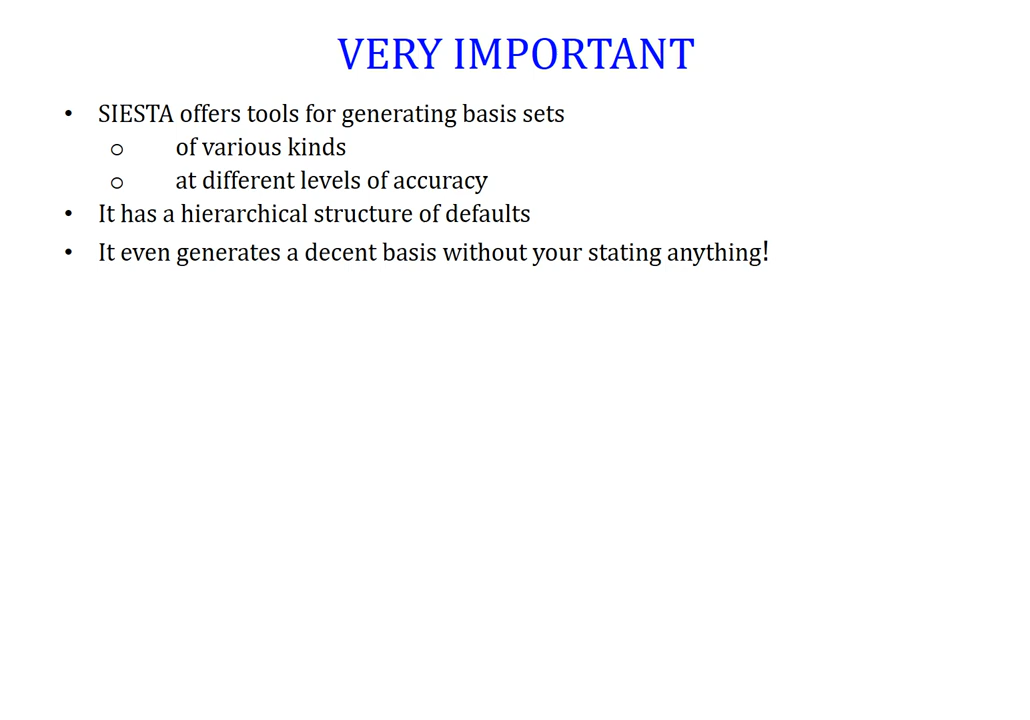 VERY IMPORTANT
• SIESTA offers tools for generating basis sets
o of various kinds
o at different levels of accuracy
• It has a hierarchical structure of defaults
• It even generates a decent basis without your stating anything!